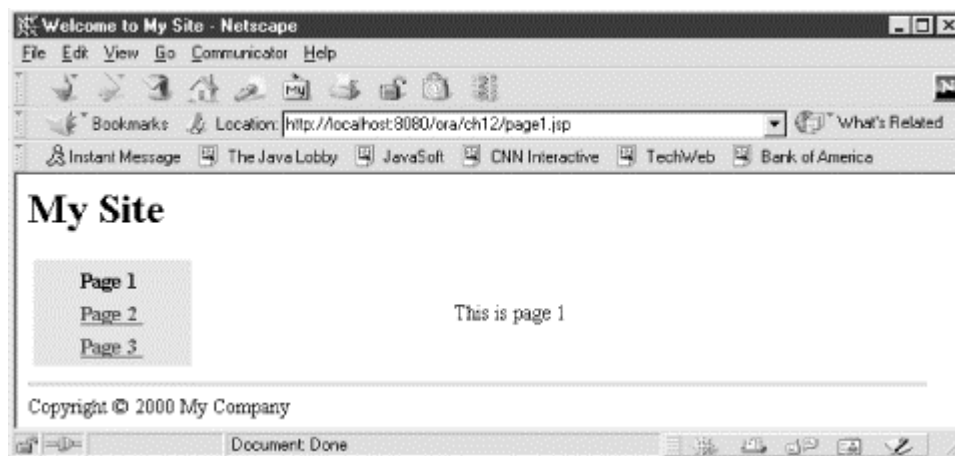 Welcome to My Site - Netscape
File Edit View Go Communicator Help
My N
Bookmarks Location: http://localhost:8080/ora/ch12/page1.jsp What's Related
Instant Message The Java Lobby JavaSoft CNN Interactive TechWeb Bank of America
My Site
Page 1
Page 2
This is page 1
Page 3
Copyright © 2000 My Company
Document: Done